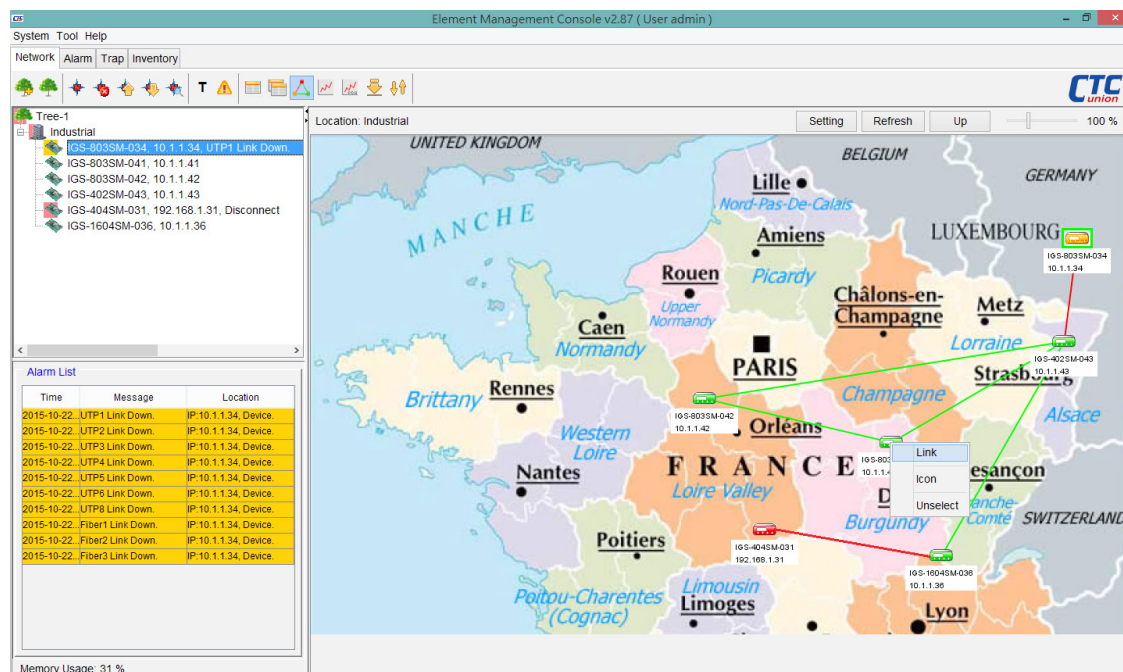 CTC
Element Management Console v2.87 ( User admin )
System Tool Help
Network Alarm Trap Inventory
T
CTC
union
Tree-1
Industrial
IGS-803SM-034, 10.1.1.34, UTP1 Link Down.
IGS-803SM-041, 10.1.1.41
IGS-803SM-042, 10.1.1.42
IGS-402SM-043, 10.1.1.43
IGS-404SM-031, 192.168.1.31, Disconnect
IGS-1604SM-036, 10.1.1.36
Alarm List
Time Message Location
2015-10-22... UTP1 Link Down. IP:10.1.1.34, Device.
2015-10-22... UTP2 Link Down. IP:10.1.1.34, Device.
2015-10-22... UTP3 Link Down. IP:10.1.1.34, Device.
2015-10-22... UTP4 Link Down. IP:10.1.1.34, Device.
2015-10-22... UTP5 Link Down. IP:10.1.1.34, Device.
2015-10-22... UTP6 Link Down. IP:10.1.1.34, Device.
2015-10-22... UTP8 Link Down. IP:10.1.1.34, Device.
2015-10-22... Fiber1 Link Down. IP:10.1.1.34, Device.
2015-10-22... Fiber2 Link Down. IP:10.1.1.34, Device.
2015-10-22... Fiber3 Link Down. IP:10.1.1.34, Device.
Memory Usage: 31 %
Location: Industrial
Setting Refresh Up 100 %
UNITED KINGDOM
BELGIUM
GERMANY
Lille
Nord-Pas-De-Calais
MANCHE
LUXEMBOURG
Amiens
IGS-803SM-034
10.1.1.34
Rouen
Picardy
Châlons-en-
Champagne
Metz
Upper
Normandy
Caen
Normandy
Lorraine
IGS-402SM-043
10.1.1.43
PARIS
Strasbourg
Rennes
Brittany
Champagne
Alsace
IGS-803SM-042
10.1.1.42
Orléans
Western
Loire
Link
Icon
Unselect
IGS-803
10.1.1.4
FRANCE
Nantes
Loire Valley
esançon
D
anche-
Comté
Burgundy
SWITZERLAND
Poitiers
IGS-404SM-031
192.168.1.31
IGS-1604SM-036
10.1.1.36
Poitou-Charentes
(Cognac)
Limousin
Limoges
Lyon